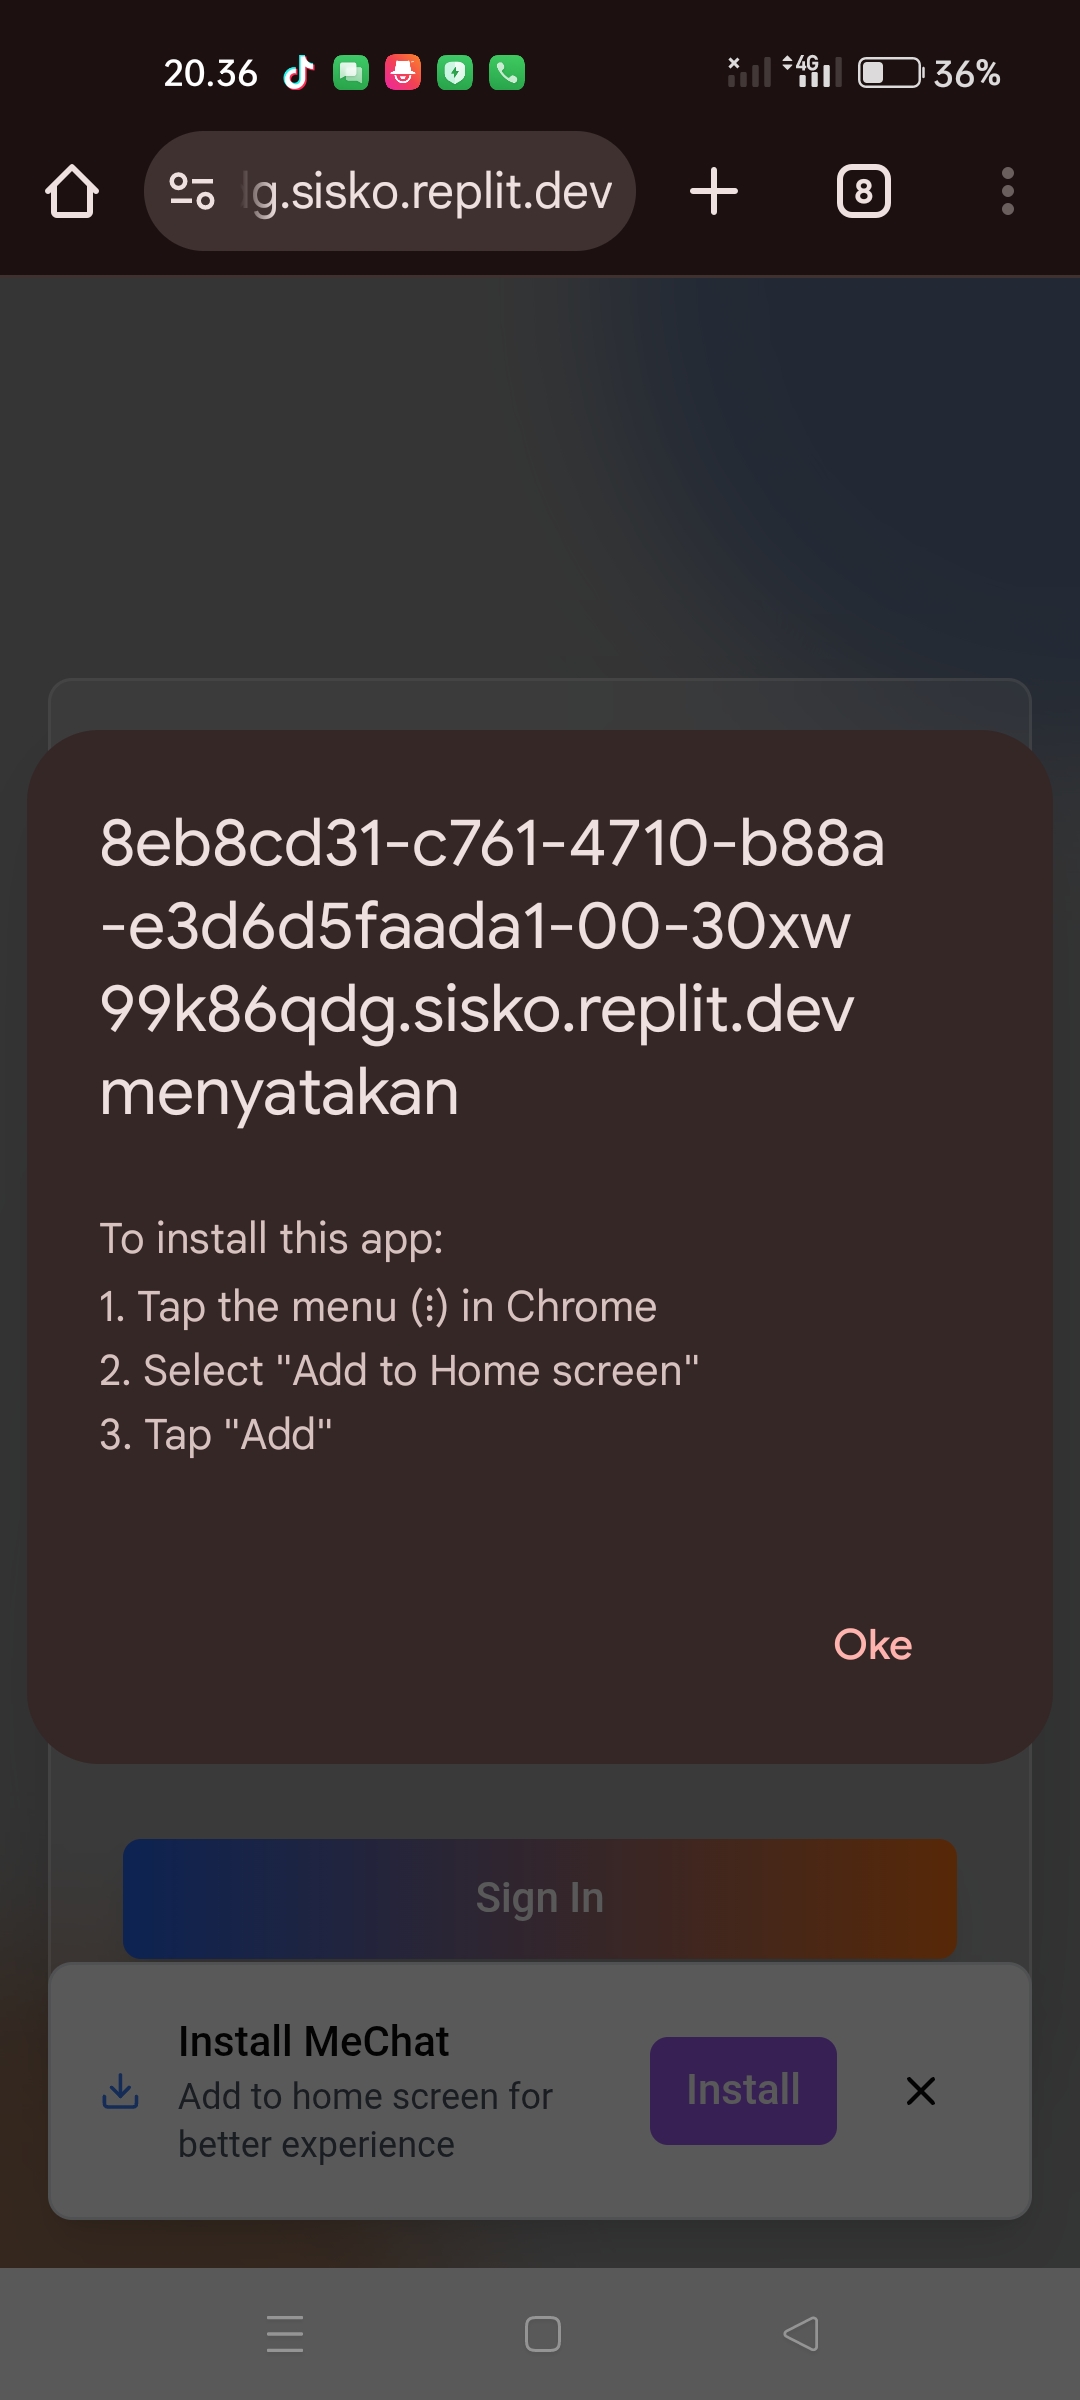 20.36
4G
36%
g.sisko.replit.dev
8
8eb8cd31-c761-4710-b88a
-e3d6d5faada1-00-30xw
99k86qdg.sisko.replit.dev
menyatakan
To install this app:
1. Tap the menu (⋮) in Chrome
2. Select "Add to Home screen"
3. Tap "Add"
Oke
Sign In
Install MeChat
Add to home screen for
better experience
Install